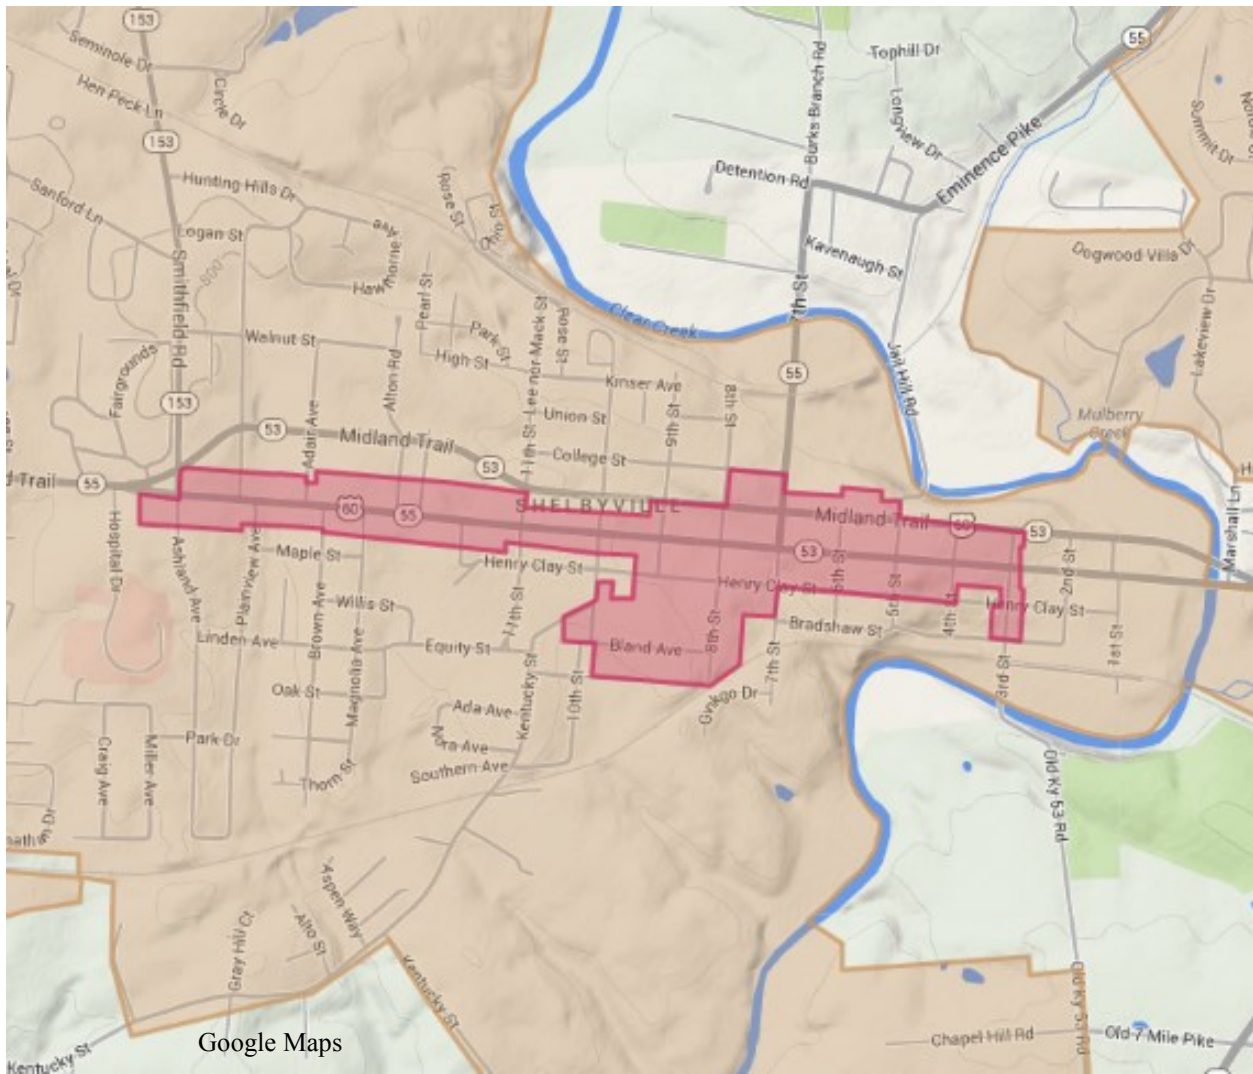 153
55
Seminole Dr
Tophill Dr
Burks Branch Rd
Hen Peck Ln
Circle Dr
Longview Dr
Summit Dr
153
Eminence Pike
Detention Rd
Hunting Hills Dr
Sanford Ln
Ohio St
Logan St
Ave
Kavenaugh St
Dogwood Villa Dr
Smithfield Rd
800
Hawthorne
Pearl St
7th St
Lakeview Dr
Clear Creek
Rose St
Park St
Walnut St
Leenor Mack St
High St
Jail Hill Rd
Fairgrounds
Alton Rd
Kinser Ave
55
8th St
153
Union St
9th St
Mulberry
Creek
Adair Ave
53
Midland Trail
11th St
College St
53
d Trail
55
Marshall Ln
SHELBYVILLE
60
55
Midland Trail
60
53
Hospital Dr
53
Maple St
Henry Clay St
Henry Clay St
6th St
2nd St
Ashland Ave
Plainview Ave
5th St
4th St
Henry Clay St
Brown Ave
Willis St
11th St
Bradshaw St
Linden Ave
Equity St
Bland Ave
8th St
1st St
Magnolia Ave
7th St
Oak St
Kentucky St
10th St
3rd St
Ginkgo Dr
Ada Ave
Park Dr
Nora Ave
Southern Ave
Craig Ave
Miller Ave
Thorn St
Old Ky 53 Rd
Aspen Way
Alto St
Gray Hill Ct
Kentucky St
Old Ky 53 Rd
Google Maps
Chapel Hill Rd
Old 7 Mile Pike
Kentucky St